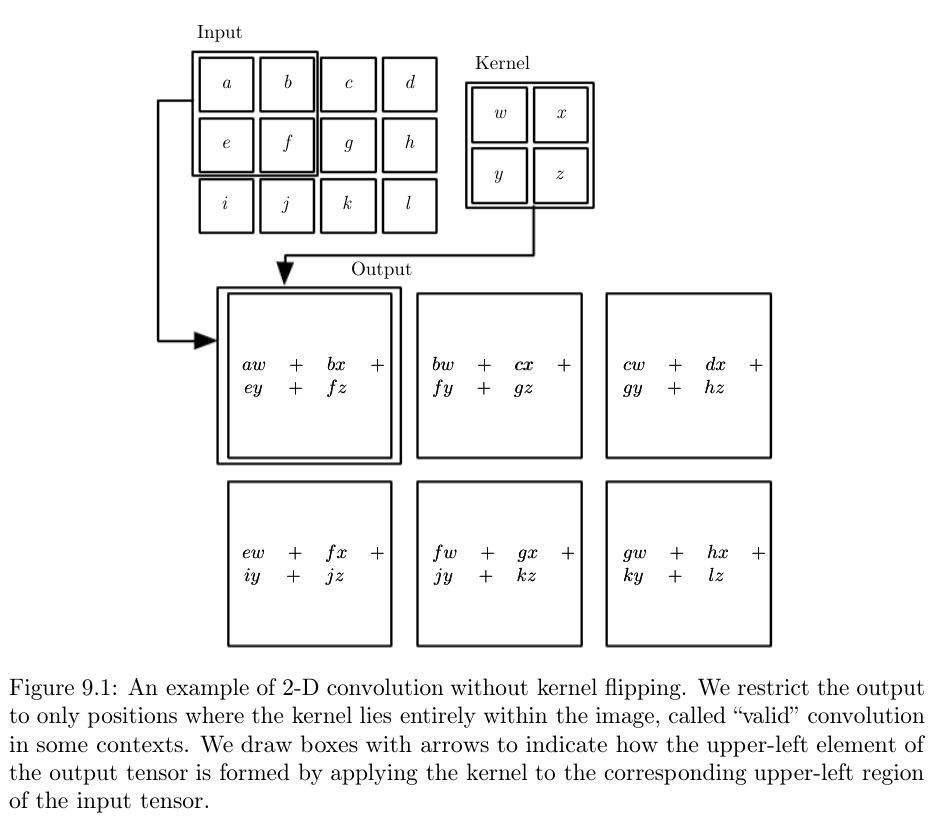 Input
Kernel
a b c d
w x
e f g h
y z
i j k l
Output
aw + bx +
ey + fz
bw + cx +
fy + gz
cw + dx +
gy + hz
ew + fx +
iy + jz
fw + gx +
jy + kz
gw + hx +
ky + lz
Figure 9.1: An example of 2-D convolution without kernel flipping. We restrict the output
to only positions where the kernel lies entirely within the image, called “valid” convolution
in some contexts. We draw boxes with arrows to indicate how the upper-left element of
the output tensor is formed by applying the kernel to the corresponding upper-left region
of the input tensor.